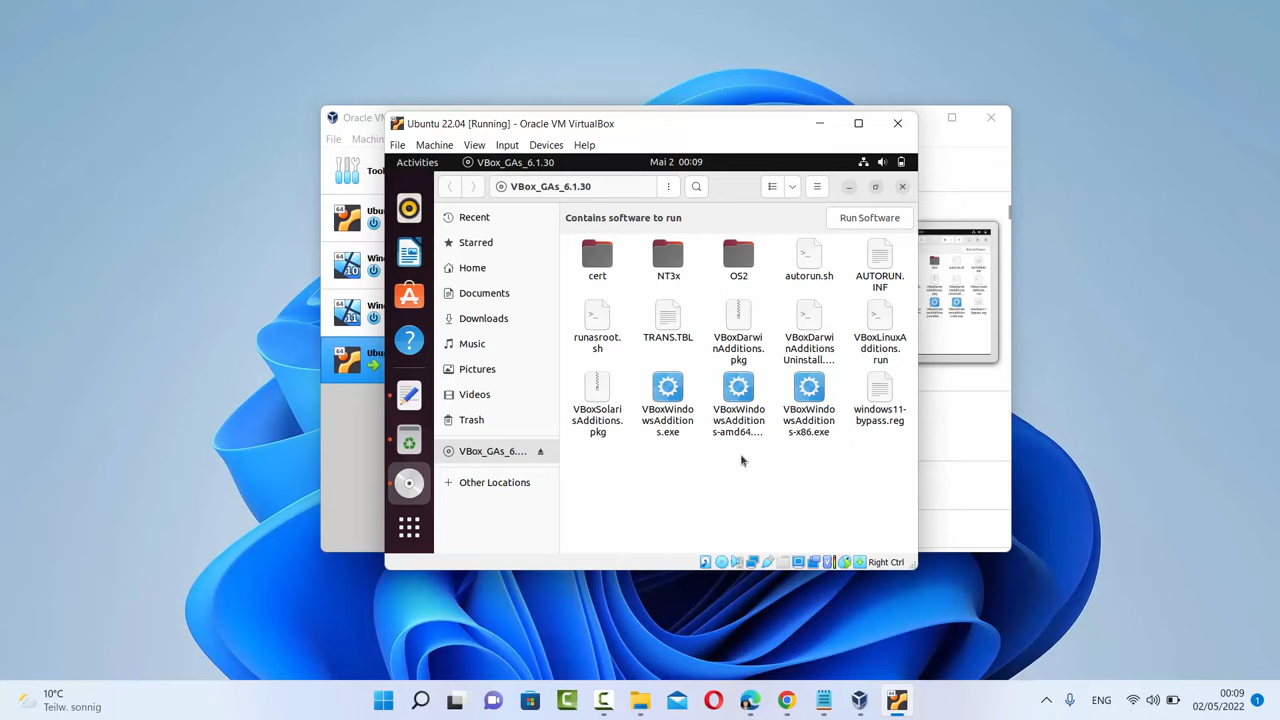 Oracle VM
File Machin
Tool
Ubu
Wind
10
Wind
11
Ubu
Ubuntu 22.04 [Running] - Oracle VM VirtualBox
File Machine View Input Devices Help
Activities VBox_GAs_6.1.30 Mai 2 00:09
VBox_GAs_6.1.30
Recent
Starred
Home
Documents
Downloads
Music
Pictures
Videos
Trash
VBox_GAs_6....
Other Locations
Contains software to run Run Software
cert NT3x OS2 autorun.sh AUTORUN.
INF
runasroot.
sh
TRANS.TBL
VBoxDarwi
nAdditions.
pkg
VBoxDarwi
nAdditions
Uninstall....
VBoxLinuxA
dditions.
run
VBoxSolari
sAdditions.
pkg
VBoxWindo
wsAddition
s.exe
VBoxWindo
wsAddition
s-amd64....
VBoxWindo
wsAddition
s-x86.exe
windows11-
bypass.reg
Right Ctrl
10°C
Teilw. sonnig
ENG
00:09
02/05/2022
1